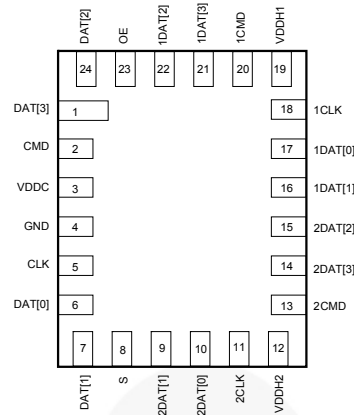 DAT[2] OE 1DAT[2] 1DAT[3] 1CMD VDDH1
24 23 22 21 20 19
DAT[3] 1 18 1CLK
CMD 2 17 1DAT[0]
VDDC 3 16 1DAT[1]
GND 4 15 2DAT[2]
CLK 5 14 2DAT[3]
DAT[0] 6 13 2CMD
7 8 9 10 11 12
DAT[1] S 2DAT[1] 2DAT[0] 2CLK VDDH2